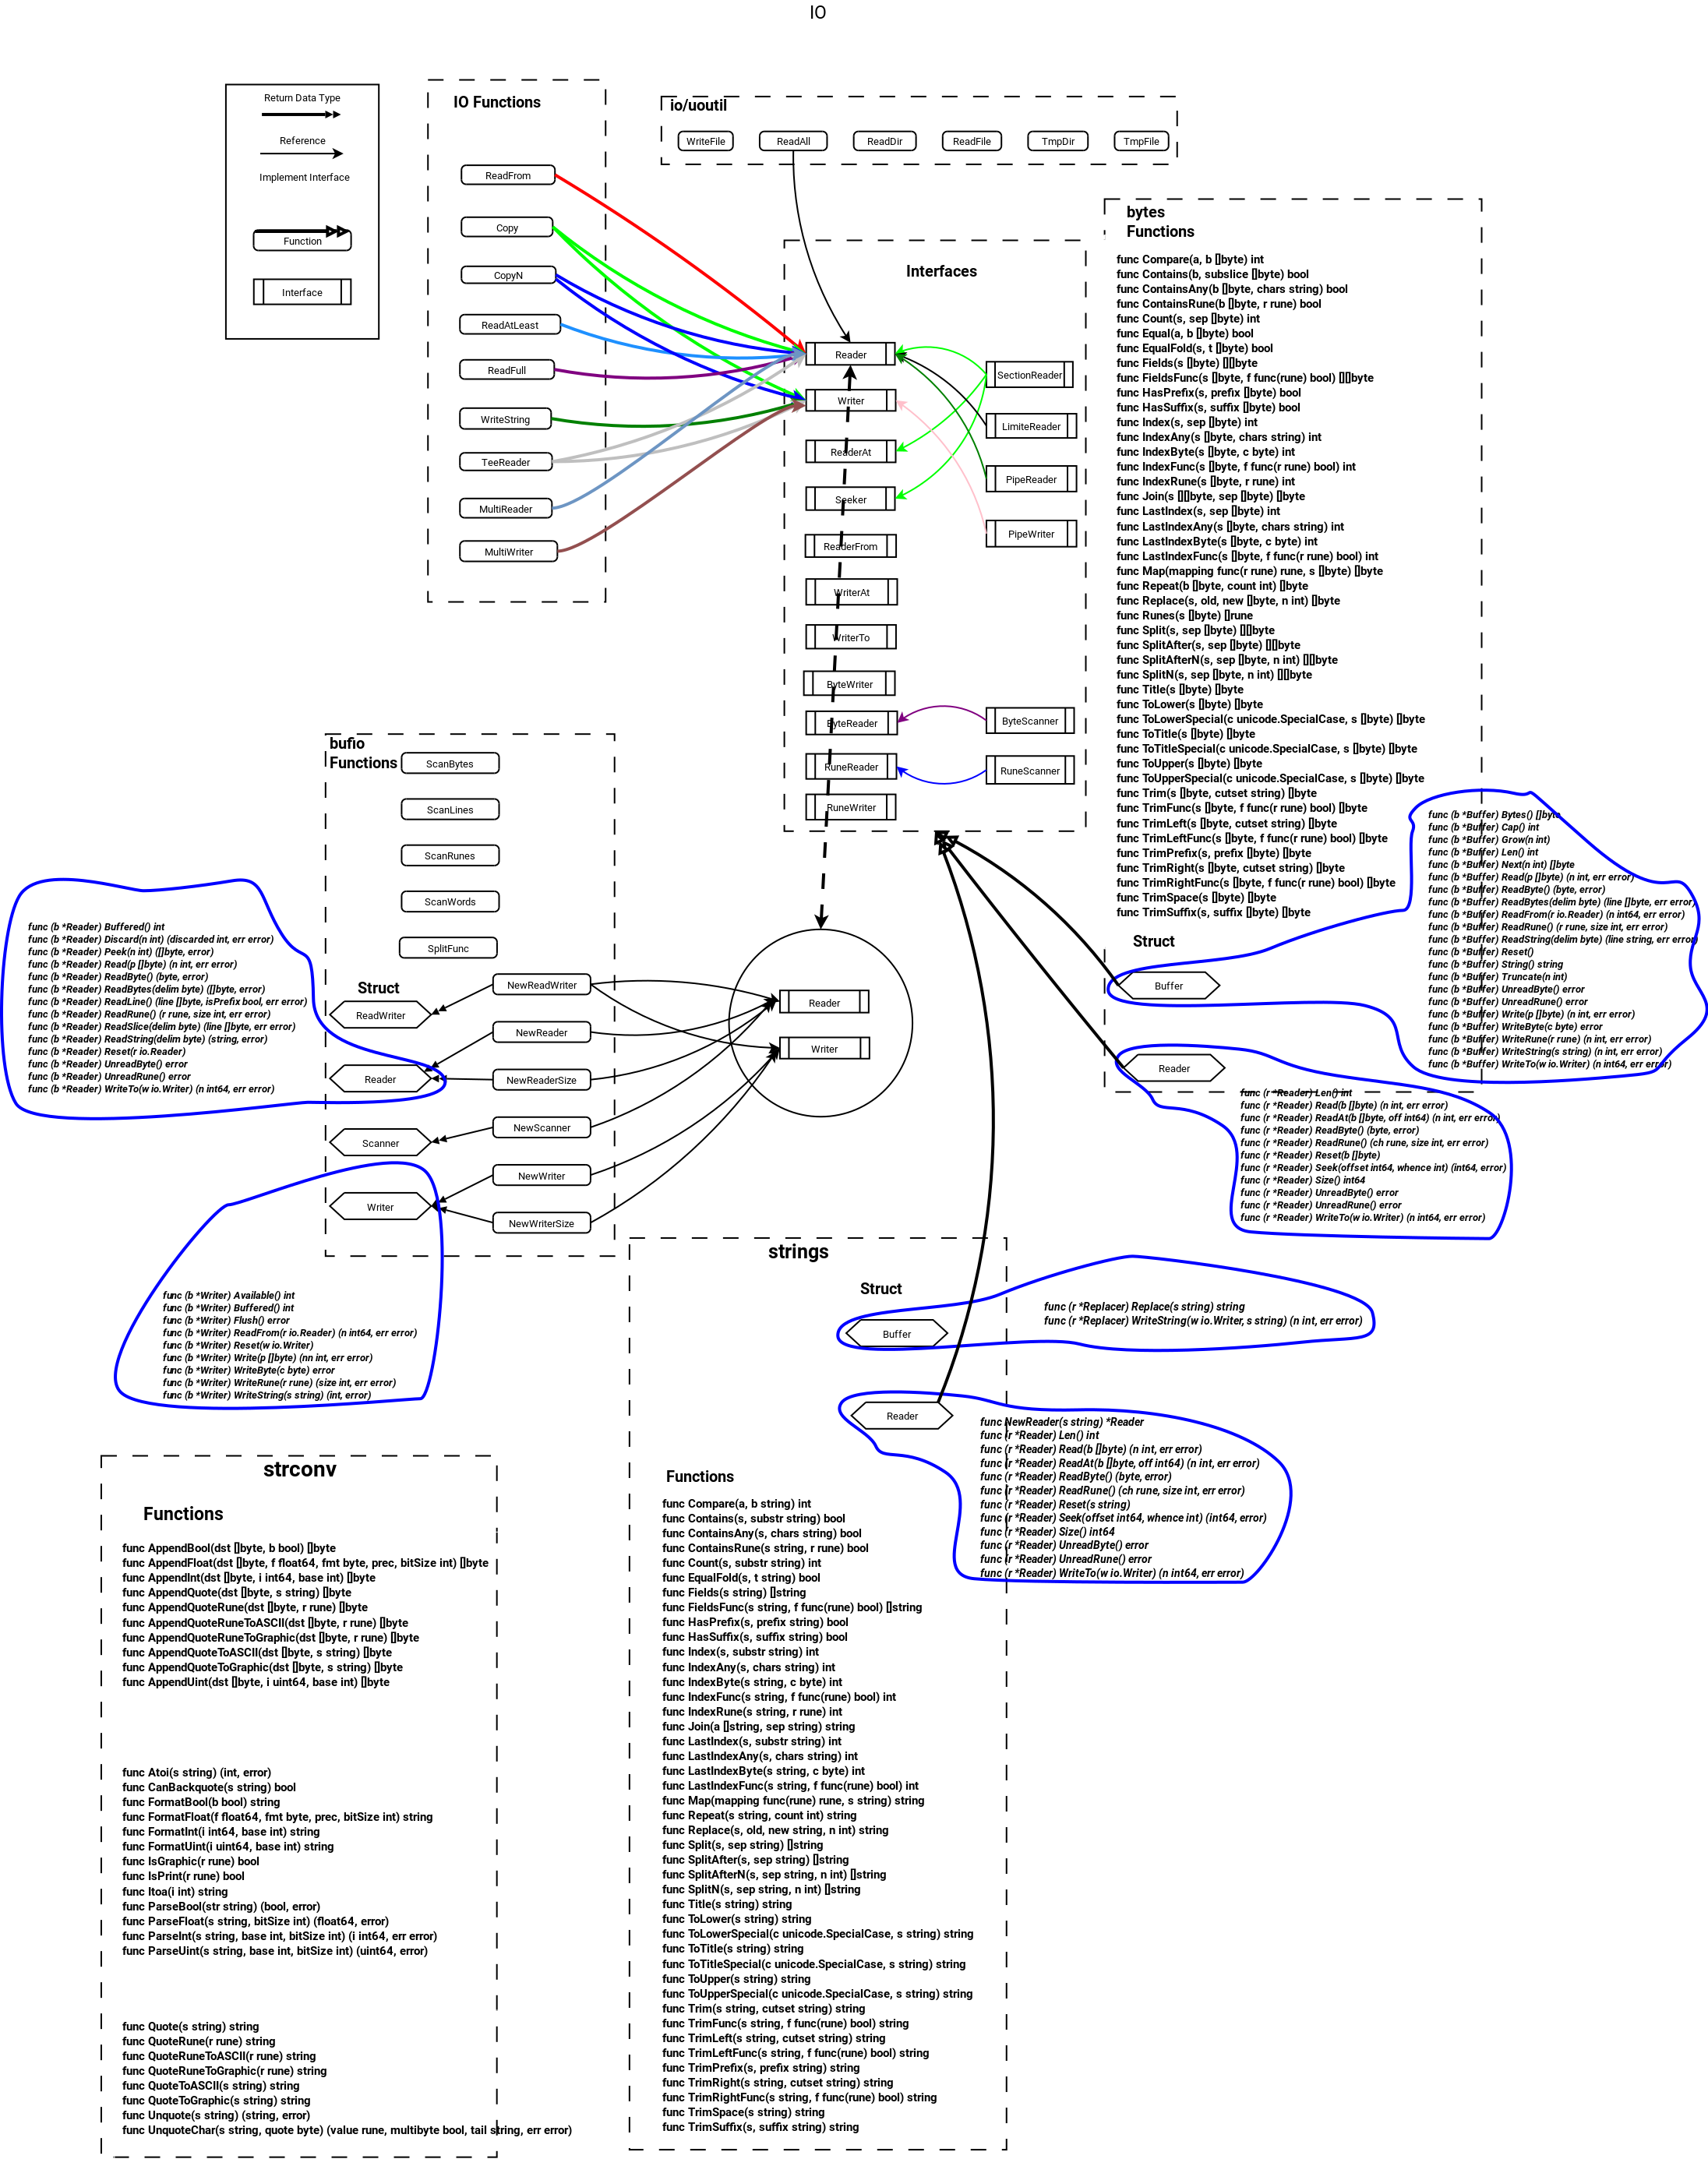 IO
Return Data Type
Reference
Implement Interface
Function
Interface
IO Functions
ReadFrom
Copy
CopyN
ReadAtLeast
ReadFull
WriteString
TeeReader
MultiReader
MultiWriter
io/uoutil
WriteFile
ReadAll
ReadDir
ReadFile
TmpDir
TmpFile
Interfaces
Reader
Writer
ReaderAt
Seeker
ReaderFrom
WriterAt
WriterTo
ByteWriter
ByteReader
RuneReader
RuneWriter
SectionReader
LimiteReader
PipeReader
PipeWriter
ByteScanner
RuneScanner
bytes
Functions
func Compare(a, b []byte) int
func Contains(b, subslice []byte) bool
func ContainsAny(b []byte, chars string) bool
func ContainsRune(b []byte, r rune) bool
func Count(s, sep []byte) int
func Equal(a, b []byte) bool
func EqualFold(s, t []byte) bool
func Fields(s []byte) [][]byte
func FieldsFunc(s []byte, f func(rune) bool) [][]byte
func HasPrefix(s, prefix []byte) bool
func HasSuffix(s, suffix []byte) bool
func Index(s, sep []byte) int
func IndexAny(s []byte, chars string) int
func IndexByte(s []byte, c byte) int
func IndexFunc(s []byte, f func(r rune) bool) int
func IndexRune(s []byte, r rune) int
func Join(s [][]byte, sep []byte) []byte
func LastIndex(s, sep []byte) int
func LastIndexAny(s []byte, chars string) int
func LastIndexByte(s []byte, c byte) int
func LastIndexFunc(s []byte, f func(r rune) bool) int
func Map(mapping func(r rune) rune, s []byte) []byte
func Repeat(b []byte, count int) []byte
func Replace(s, old, new []byte, n int) []byte
func Runes(s []byte) []rune
func Split(s, sep []byte) [][]byte
func SplitAfter(s, sep []byte) [][]byte
func SplitAfterN(s, sep []byte, n int) [][]byte
func SplitN(s, sep []byte, n int) [][]byte
func Title(s []byte) []byte
func ToLower(s []byte) []byte
func ToLowerSpecial(c unicode.SpecialCase, s []byte) []byte
func ToTitle(s []byte) []byte
func ToTitleSpecial(c unicode.SpecialCase, s []byte) []byte
func ToUpper(s []byte) []byte
func ToUpperSpecial(c unicode.SpecialCase, s []byte) []byte
func Trim(s []byte, cutset string) []byte
func TrimFunc(s []byte, f func(r rune) bool) []byte
func TrimLeft(s []byte, cutset string) []byte
func TrimLeftFunc(s []byte, f func(r rune) bool) []byte
func TrimPrefix(s, prefix []byte) []byte
func TrimRight(s []byte, cutset string) []byte
func TrimRightFunc(s []byte, f func(r rune) bool) []byte
func TrimSpace(s []byte) []byte
func TrimSuffix(s, suffix []byte) []byte
Struct
Buffer
Reader
func (b *Buffer) Bytes() []byte
func (b *Buffer) Cap() int
func (b *Buffer) Grow(n int)
func (b *Buffer) Len() int
func (b *Buffer) Next(n int) []byte
func (b *Buffer) Read(p []byte) (n int, err error)
func (b *Buffer) ReadByte() (byte, error)
func (b *Buffer) ReadBytes(delim byte) (line []byte, err error)
func (b *Buffer) ReadFrom(r io.Reader) (n int64, err error)
func (b *Buffer) ReadRune() (r rune, size int, err error)
func (b *Buffer) ReadString(delim byte) (line string, err error)
func (b *Buffer) Reset()
func (b *Buffer) String() string
func (b *Buffer) Truncate(n int)
func (b *Buffer) UnreadByte() error
func (b *Buffer) UnreadRune() error
func (b *Buffer) Write(p []byte) (n int, err error)
func (b *Buffer) WriteByte(c byte) error
func (b *Buffer) WriteRune(r rune) (n int, err error)
func (b *Buffer) WriteString(s string) (n int, err error)
func (b *Buffer) WriteTo(w io.Writer) (n int64, err error)
func (r *Reader) Len() int
func (r *Reader) Read(b []byte) (n int, err error)
func (r *Reader) ReadAt(b []byte, off int64) (n int, err error)
func (r *Reader) ReadByte() (byte, error)
func (r *Reader) ReadRune() (ch rune, size int, err error)
func (r *Reader) Reset(b []byte)
func (r *Reader) Seek(offset int64, whence int) (int64, error)
func (r *Reader) Size() int64
func (r *Reader) UnreadByte() error
func (r *Reader) UnreadRune() error
func (r *Reader) WriteTo(w io.Writer) (n int64, err error)
bufio
Functions
ScanBytes
ScanLines
ScanRunes
ScanWords
SplitFunc
Struct
ReadWriter
Reader
Scanner
Writer
NewReadWriter
NewReader
NewReaderSize
NewScanner
NewWriter
NewWriterSize
Reader
Writer
func (b *Reader) Buffered() int
func (b *Reader) Discard(n int) (discarded int, err error)
func (b *Reader) Peek(n int) ([]byte, error)
func (b *Reader) Read(p []byte) (n int, err error)
func (b *Reader) ReadByte() (byte, error)
func (b *Reader) ReadBytes(delim byte) ([]byte, error)
func (b *Reader) ReadLine() (line []byte, isPrefix bool, err error)
func (b *Reader) ReadRune() (r rune, size int, err error)
func (b *Reader) ReadSlice(delim byte) (line []byte, err error)
func (b *Reader) ReadString(delim byte) (string, error)
func (b *Reader) Reset(r io.Reader)
func (b *Reader) UnreadByte() error
func (b *Reader) UnreadRune() error
func (b *Reader) WriteTo(w io.Writer) (n int64, err error)
func (b *Writer) Available() int
func (b *Writer) Buffered() int
func (b *Writer) Flush() error
func (b *Writer) ReadFrom(r io.Reader) (n int64, err error)
func (b *Writer) Reset(w io.Writer)
func (b *Writer) Write(p []byte) (nn int, err error)
func (b *Writer) WriteByte(c byte) error
func (b *Writer) WriteRune(r rune) (size int, err error)
func (b *Writer) WriteString(s string) (int, error)
strings
Struct
Buffer
Reader
func (r *Replacer) Replace(s string) string
func (r *Replacer) WriteString(w io.Writer, s string) (n int, err error)
func NewReader(s string) *Reader
func (r *Reader) Len() int
func (r *Reader) Read(b []byte) (n int, err error)
func (r *Reader) ReadAt(b []byte, off int64) (n int, err error)
func (r *Reader) ReadByte() (byte, error)
func (r *Reader) ReadRune() (ch rune, size int, err error)
func (r *Reader) Reset(s string)
func (r *Reader) Seek(offset int64, whence int) (int64, error)
func (r *Reader) Size() int64
func (r *Reader) UnreadByte() error
func (r *Reader) UnreadRune() error
func (r *Reader) WriteTo(w io.Writer) (n int64, err error)
Functions
func Compare(a, b string) int
func Contains(s, substr string) bool
func ContainsAny(s, chars string) bool
func ContainsRune(s string, r rune) bool
func Count(s, substr string) int
func EqualFold(s, t string) bool
func Fields(s string) []string
func FieldsFunc(s string, f func(rune) bool) []string
func HasPrefix(s, prefix string) bool
func HasSuffix(s, suffix string) bool
func Index(s, substr string) int
func IndexAny(s, chars string) int
func IndexByte(s string, c byte) int
func IndexFunc(s string, f func(rune) bool) int
func IndexRune(s string, r rune) int
func Join(a []string, sep string) string
func LastIndex(s, substr string) int
func LastIndexAny(s, chars string) int
func LastIndexByte(s string, c byte) int
func LastIndexFunc(s string, f func(rune) bool) int
func Map(mapping func(rune) rune, s string) string
func Repeat(s string, count int) string
func Replace(s, old, new string, n int) string
func Split(s, sep string) []string
func SplitAfter(s, sep string) []string
func SplitAfterN(s, sep string, n int) []string
func SplitN(s, sep string, n int) []string
func Title(s string) string
func ToLower(s string) string
func ToLowerSpecial(c unicode.SpecialCase, s string) string
func ToTitle(s string) string
func ToTitleSpecial(c unicode.SpecialCase, s string) string
func ToUpper(s string) string
func ToUpperSpecial(c unicode.SpecialCase, s string) string
func Trim(s string, cutset string) string
func TrimFunc(s string, f func(rune) bool) string
func TrimLeft(s string, cutset string) string
func TrimLeftFunc(s string, f func(rune) bool) string
func TrimPrefix(s, prefix string) string
func TrimRight(s string, cutset string) string
func TrimRightFunc(s string, f func(rune) bool) string
func TrimSpace(s string) string
func TrimSuffix(s, suffix string) string
strconv
Functions
func AppendBool(dst []byte, b bool) []byte
func AppendFloat(dst []byte, f float64, fmt byte, prec, bitSize int) []byte
func AppendInt(dst []byte, i int64, base int) []byte
func AppendQuote(dst []byte, s string) []byte
func AppendQuoteRune(dst []byte, r rune) []byte
func AppendQuoteRuneToASCII(dst []byte, r rune) []byte
func AppendQuoteRuneToGraphic(dst []byte, r rune) []byte
func AppendQuoteToASCII(dst []byte, s string) []byte
func AppendQuoteToGraphic(dst []byte, s string) []byte
func AppendUint(dst []byte, i uint64, base int) []byte
func Atoi(s string) (int, error)
func CanBackquote(s string) bool
func FormatBool(b bool) string
func FormatFloat(f float64, fmt byte, prec, bitSize int) string
func FormatInt(i int64, base int) string
func FormatUint(i uint64, base int) string
func IsGraphic(r rune) bool
func IsPrint(r rune) bool
func Itoa(i int) string
func ParseBool(str string) (bool, error)
func ParseFloat(s string, bitSize int) (float64, error)
func ParseInt(s string, base int, bitSize int) (i int64, err error)
func ParseUint(s string, base int, bitSize int) (uint64, error)
func Quote(s string) string
func QuoteRune(r rune) string
func QuoteRuneToASCII(r rune) string
func QuoteRuneToGraphic(r rune) string
func QuoteToASCII(s string) string
func QuoteToGraphic(s string) string
func Unquote(s string) (string, error)
func UnquoteChar(s string, quote byte) (value rune, multibyte bool, tail string, err error)